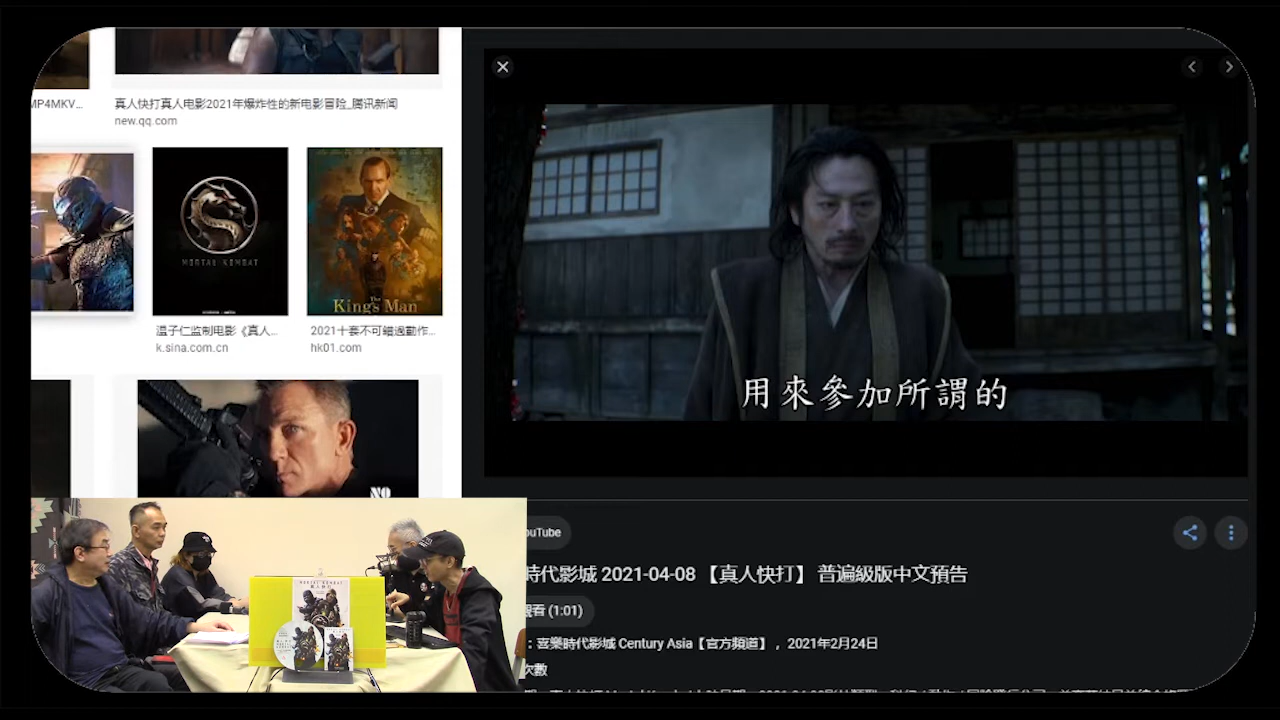 MP4MKV...
真人快打真人电影2021年爆炸性的新电影冒险_腾讯新闻
new.qq.com
MORTAL KOMBAT
The
King's Man
温子仁监制电影《真人...
k.sina.com.cn
2021十套不可錯過動作...
hk01.com
NO
用來參加所謂的
ouTube
時代影城 2021-04-08 【真人快打】 普遍級版中文預告
觀看 (1:01)
：喜樂時代影城 Century Asia【官方頻道】 ，2021年2月24日
次數
MORTAL KOMBAT
真人快打